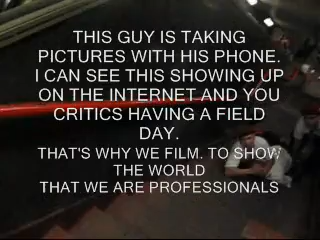 THIS GUY IS TAKING
PICTURES WITH HIS PHONE.
I CAN SEE THIS SHOWING UP
ON THE INTERNET AND YOU
CRITICS HAVING A FIELD
DAY.
THAT'S WHY WE FILM. TO SHOW
THE WORLD
THAT WE ARE PROFESSIONALS